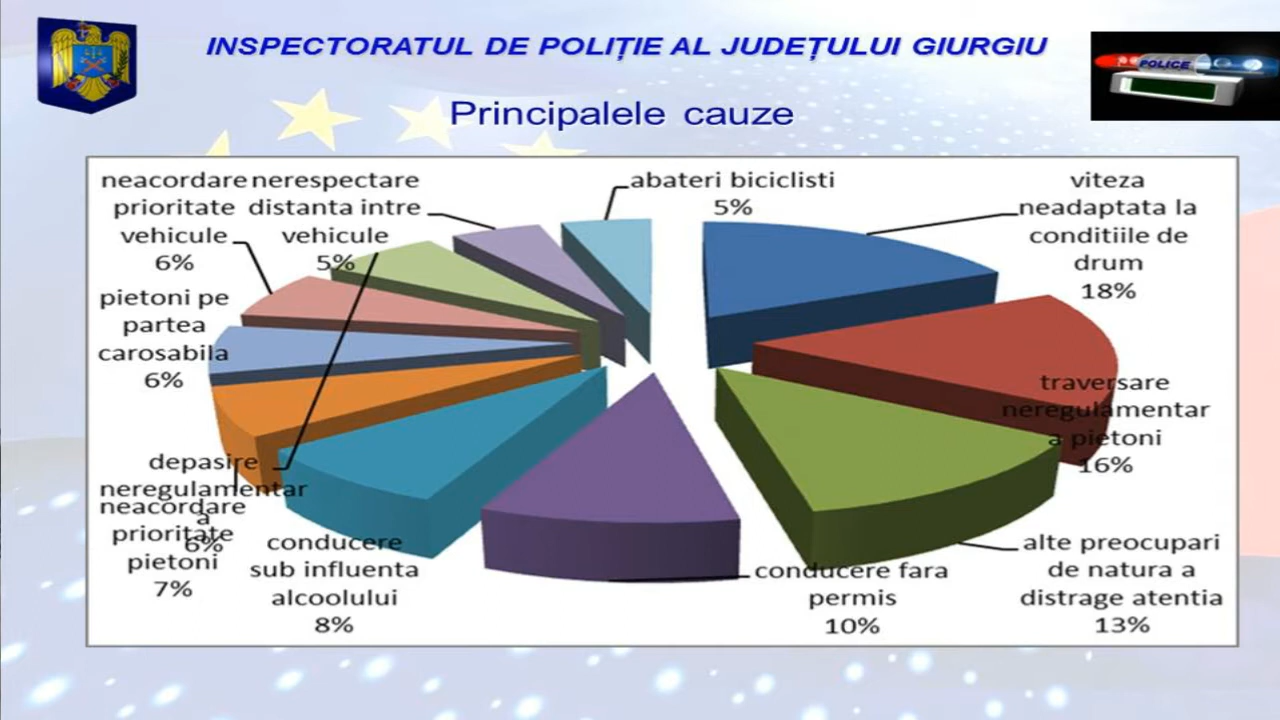 INSPECTORATUL DE POLIȚIE AL JUDEȚULUI GIURGIU
POLICE
Principalele cauze
neacordare
prioritate
vehicule
6%
nerespectare
distanta intre
vehicule
5%
abateri biciclisti
5%
viteza
neadaptata la
conditiile de
drum
18%
pietoni pe
partea
carosabila
6%
traversare
neregulamentar
a pietoni
16%
depasire
neregulamentar
a
6%
neacordare
prioritate
pietoni
7%
conducere
sub influenta
alcoolului
8%
conducere fara
permis
10%
alte preocupari
de natura a
distrage atentia
13%